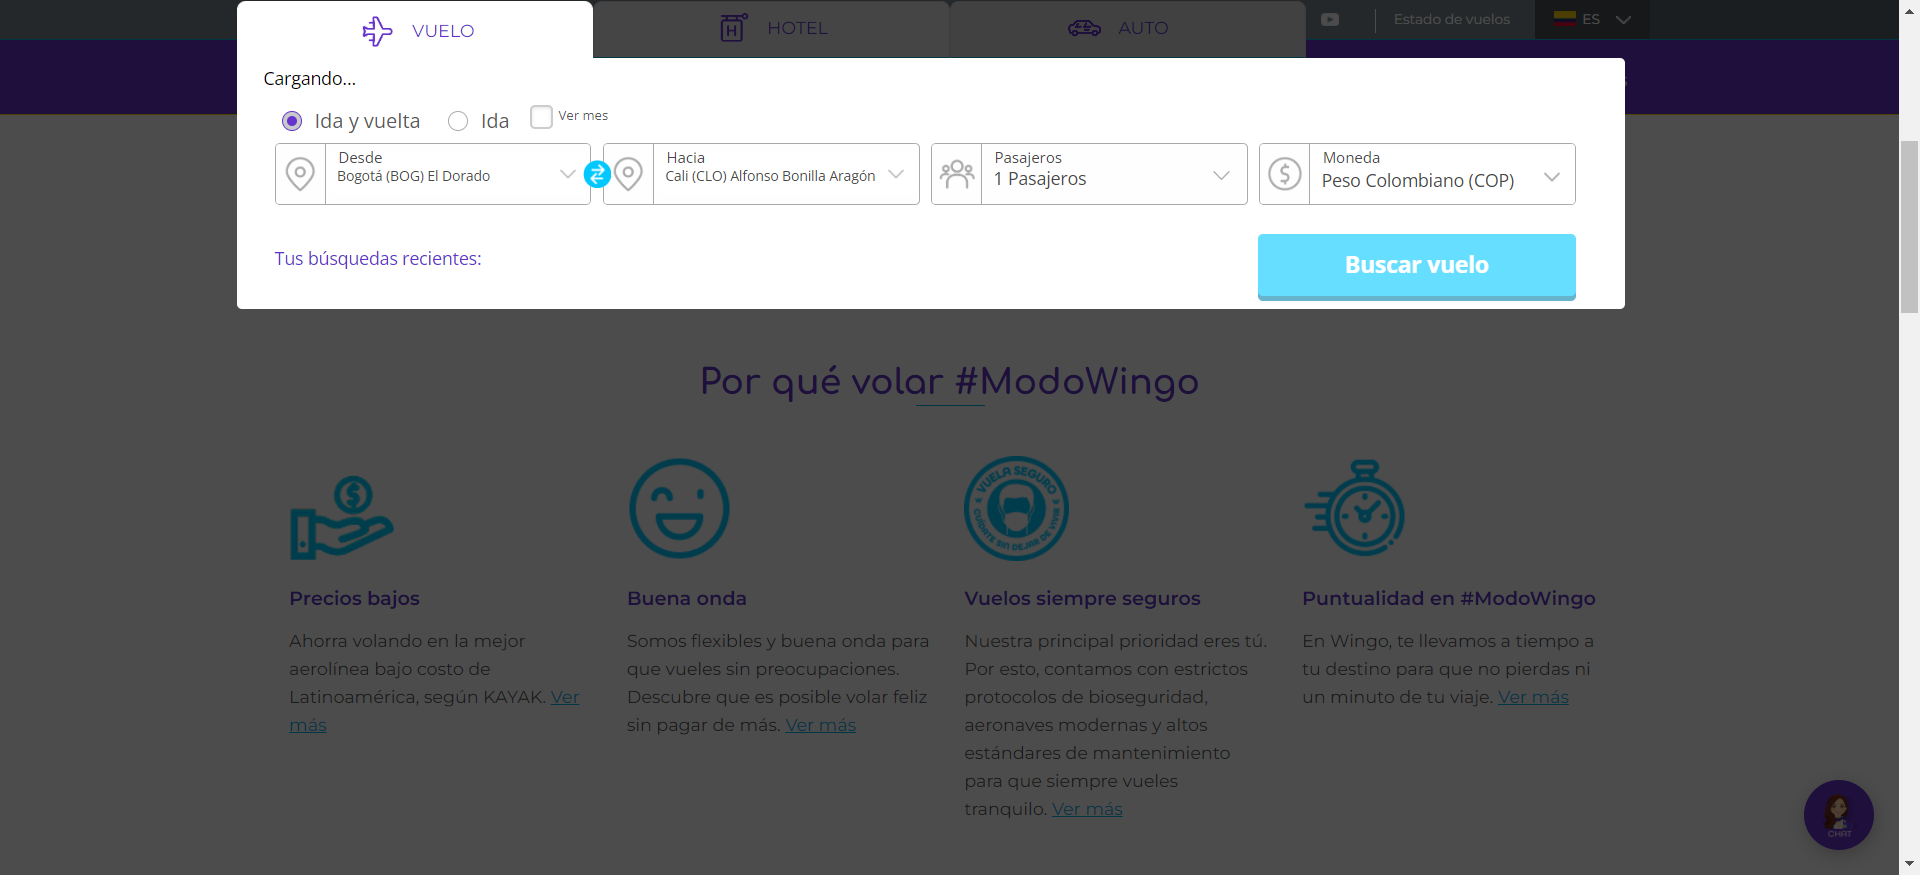 VUELO
HOTEL
AUTO
Estado de vuelos
ES
Cargando...
Ida y vuelta
Ida
Ver mes
Desde
Bogotá (BOG) El Dorado
Hacia
Cali (CLO) Alfonso Bonilla Aragón
Pasajeros
1 Pasajeros
Moneda
Peso Colombiano (COP)
Tus búsquedas recientes:
Buscar vuelo
Por qué volar #ModoWingo
VUELA SEGURO
CUÍDATE SIN DEJAR DE VIVIR
Precios bajos
Ahorra volando en la mejor
aerolínea bajo costo de
Latinoamérica, según KAYAK. Ver
más
Buena onda
Somos flexibles y buena onda para
que vueles sin preocupaciones.
Descubre que es posible volar feliz
sin pagar de más. Ver más
Vuelos siempre seguros
Nuestra principal prioridad eres tú.
Por esto, contamos con estrictos
protocolos de bioseguridad,
aeronaves modernas y altos
estándares de mantenimiento
para que siempre vueles
tranquilo. Ver más
Puntualidad en #ModoWingo
En Wingo, te llevamos a tiempo a
tu destino para que no pierdas ni
un minuto de tu viaje. Ver más
CHAT